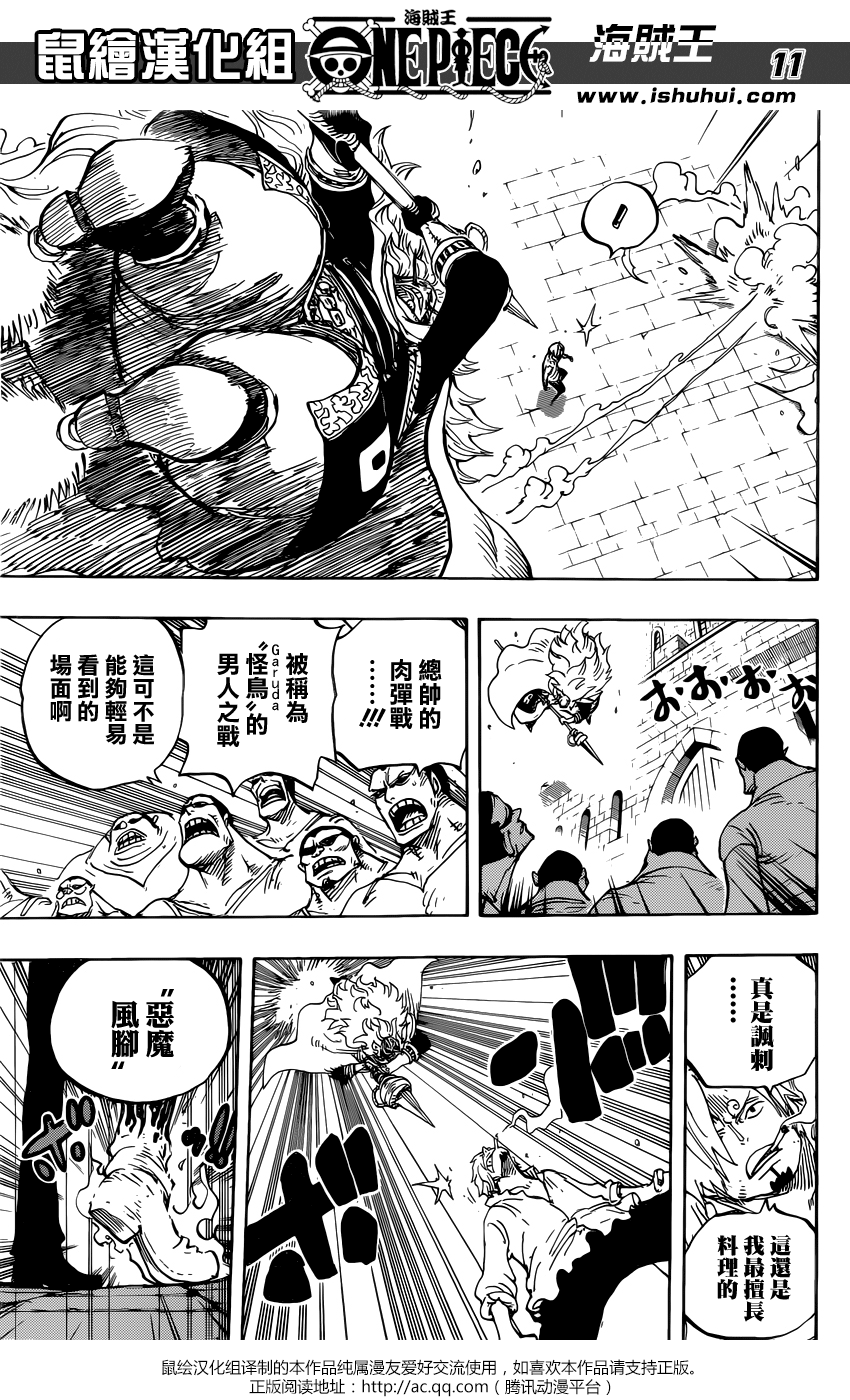 鼠繪漢化組
海賊王
ONE PIECE
海賊王
11
www.ishuhui.com
おおおお
總帥的
肉彈戰
……!!!
被稱為
〝怪鳥〞的
Garuda
男人之戰
這可不是
能夠輕易
看到的
場面啊
真是諷刺
……
這還是
我最擅長
料理的
〝惡魔
風腳〞
ボッ!!
鼠绘汉化组译制的本作品纯属漫友爱好交流使用，如喜欢本作品请支持正版。
正版阅读地址：http://ac.qq.com（腾讯动漫平台）